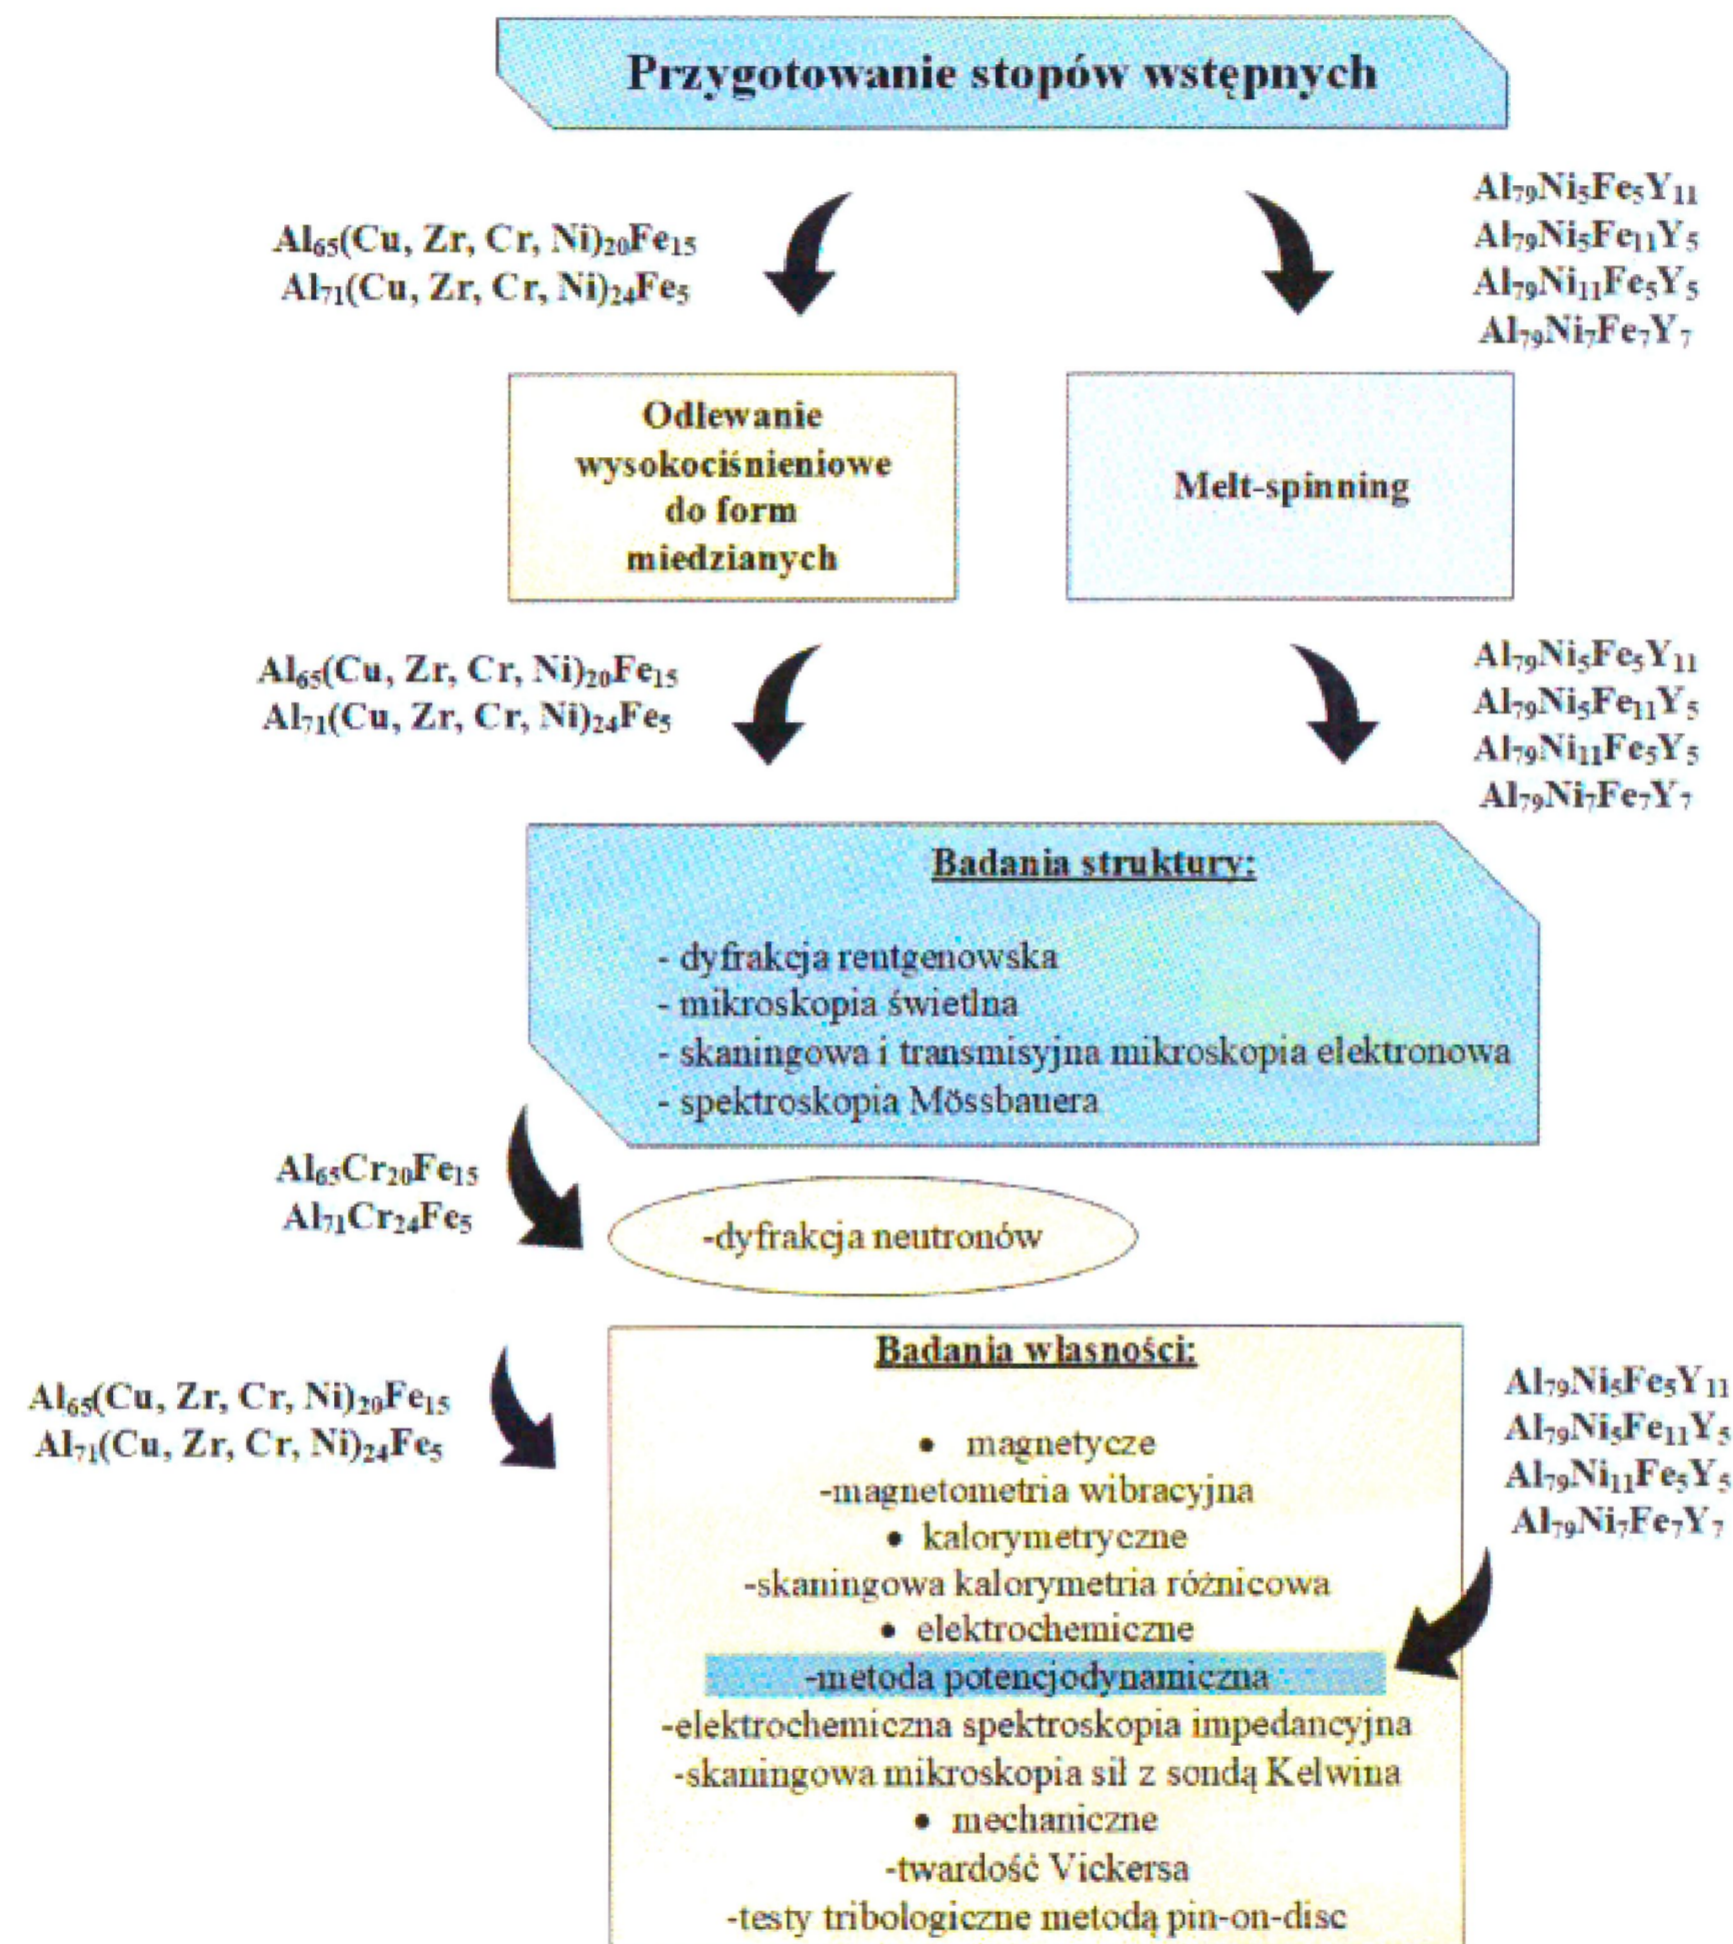 Przygotowanie stopów wstępnych
Al₆₅(Cu, Zr, Cr, Ni)₂₀Fe₁₅
Al₇₁(Cu, Zr, Cr, Ni)₂₄Fe₅
Al₇₉Ni₅Fe₅Y₁₁
Al₇₉Ni₅Fe₁₁Y₅
Al₇₉Ni₁₁Fe₅Y₅
Al₇₉Ni₇Fe₇Y₇
Odlewanie
wysokociśnieniowe
do form
miedzianych
Melt-spinning
Al₆₅(Cu, Zr, Cr, Ni)₂₀Fe₁₅
Al₇₁(Cu, Zr, Cr, Ni)₂₄Fe₅
Al₇₉Ni₅Fe₅Y₁₁
Al₇₉Ni₅Fe₁₁Y₅
Al₇₉Ni₁₁Fe₅Y₅
Al₇₉Ni₇Fe₇Y₇
Badania struktury:
- dyfrakcja rentgenowska
- mikroskopia świetlna
- skaningowa i transmisyjna mikroskopia elektronowa
- spektroskopia Mössbauera
Al₆₅Cr₂₀Fe₁₅
Al₇₁Cr₂₄Fe₅
-dyfrakcja neutronów
Al₆₅(Cu, Zr, Cr, Ni)₂₀Fe₁₅
Al₇₁(Cu, Zr, Cr, Ni)₂₄Fe₅
Badania własności:
• magnetycze
-magnetometria wibracyjna
• kalorymetryczne
-skaningowa kalorymetria różnicowa
• elektrochemiczne
-metoda potencjodynamiczna
-elektrochemiczna spektroskopia impedancyjna
-skaningowa mikroskopia sił z sondą Kelwina
• mechaniczne
-twardość Vickersa
-testy tribologiczne metodą pin-on-disc
Al₇₉Ni₅Fe₅Y₁₁
Al₇₉Ni₅Fe₁₁Y₅
Al₇₉Ni₁₁Fe₅Y₅
Al₇₉Ni₇Fe₇Y₇